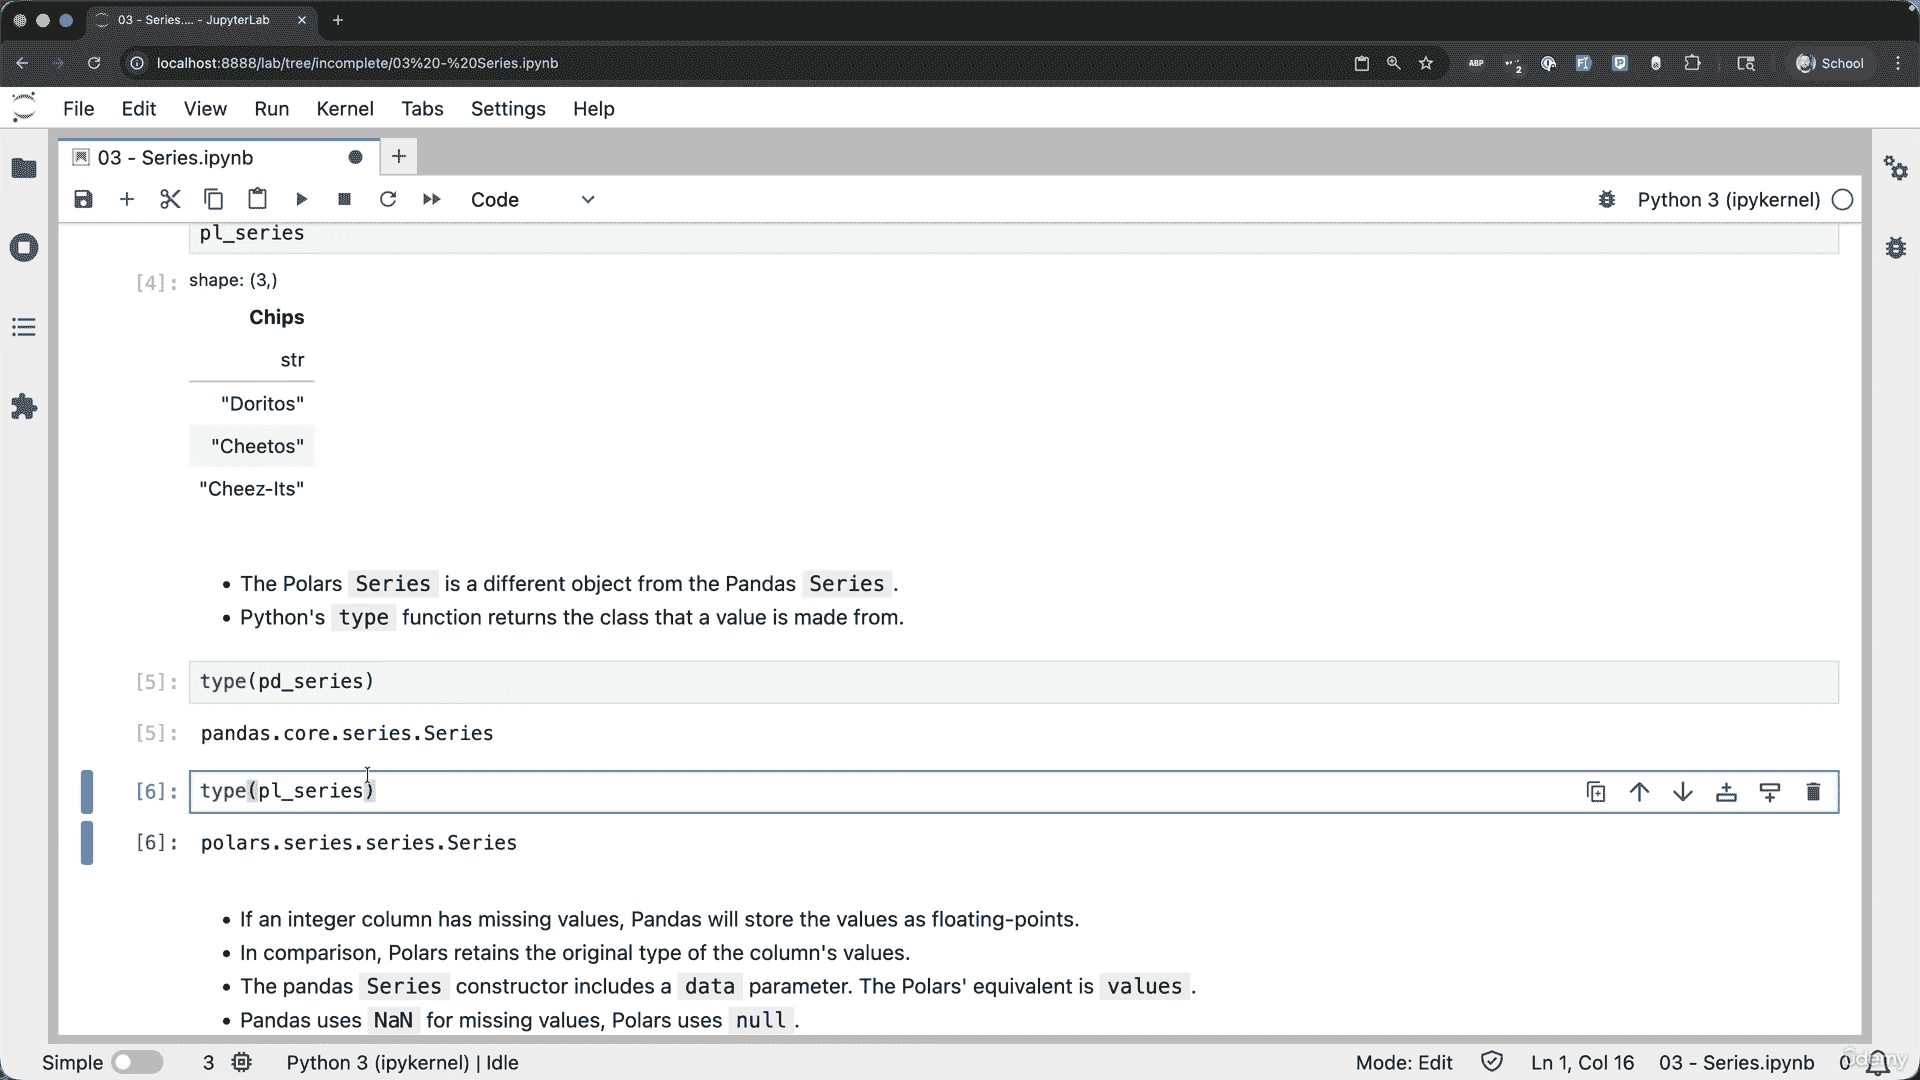 03 - Series.... - JupyterLab
localhost:8888/lab/tree/incomplete/03%20-%20Series.ipynb
ABP
2
School
File Edit View Run Kernel Tabs Settings Help
03 - Series.ipynb
Code
Python 3 (ipykernel)
pl_series
[4]: shape: (3,)
Chips
str
"Doritos"
"Cheetos"
"Cheez-Its"
• The Polars Series is a different object from the Pandas Series.
• Python's type function returns the class that a value is made from.
[5]: type(pd_series)
[5]: pandas.core.series.Series
[6]: type(pl_series)
[6]: polars.series.series.Series
• If an integer column has missing values, Pandas will store the values as floating-points.
• In comparison, Polars retains the original type of the column's values.
• The pandas Series constructor includes a data parameter. The Polars' equivalent is values.
• Pandas uses NaN for missing values, Polars uses null.
Simple 3 Python 3 (ipykernel) | Idle Mode: Edit Ln 1, Col 16 03 - Series.ipynb 0
udemy